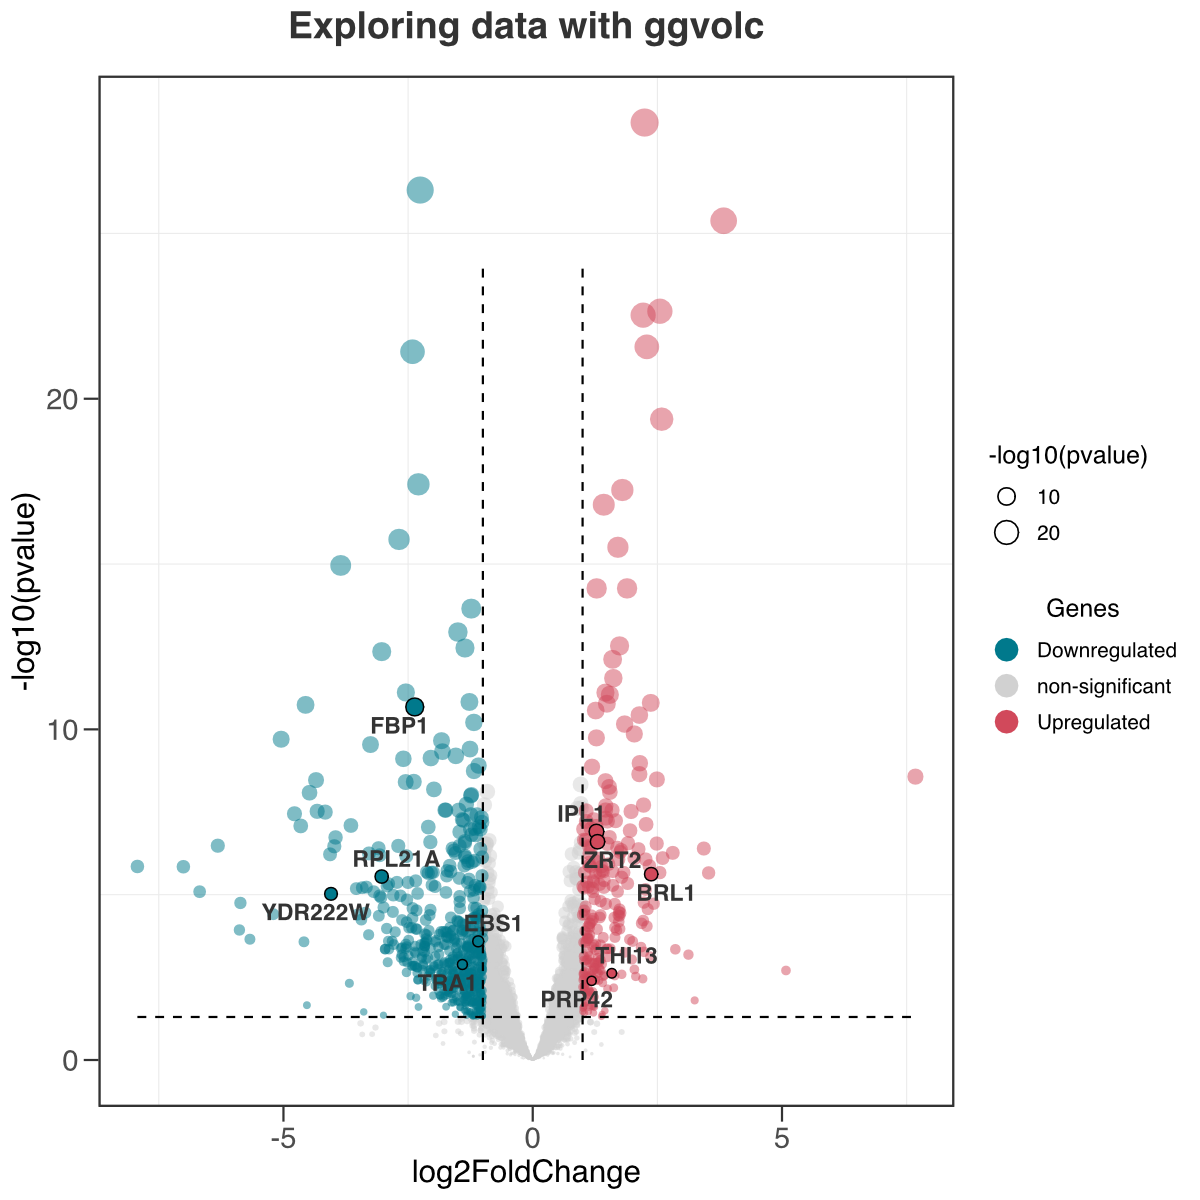 Exploring data with ggvolc
-log10(pvalue)
20
10
0
FBP1
IPL1
RPL21A
ZRT2
BRL1
YDR222W
EBS1
THI13
TRA1
PRP42
-5
0
5
log2FoldChange
-log10(pvalue)
10
20
Genes
Downregulated
non-significant
Upregulated